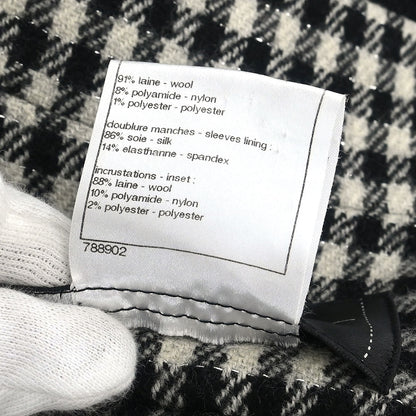 91% laine - wool
8% polyamide - nylon
1% polyester - polyester
doublure manches - sleeves lining :
86% soie - silk
14% elasthanne - spandex
incrustations - inset :
88% laine - wool
10% polyamide - nylon
2% polyester - polyester
788902